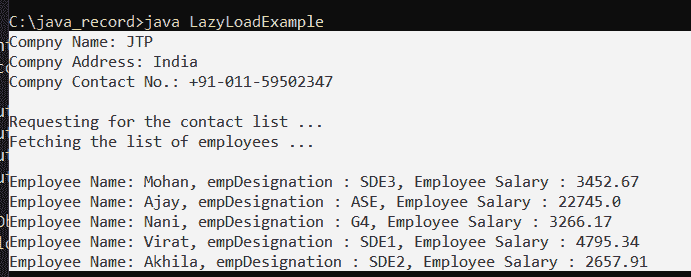 C:\java_record>java LazyLoadExample
Compny Name: JTP
Compny Address: India
Compny Contact No.: +91-011-59502347
Requesting for the contact list ...
Fetching the list of employees ...
Employee Name: Mohan, empDesignation : SDE3, Employee Salary : 3452.67
Employee Name: Ajay, empDesignation : ASE, Employee Salary : 22745.0
Employee Name: Nani, empDesignation : G4, Employee Salary : 3266.17
Employee Name: Virat, empDesignation : SDE1, Employee Salary : 4795.34
Employee Name: Akhila, empDesignation : SDE2, Employee Salary : 2657.91